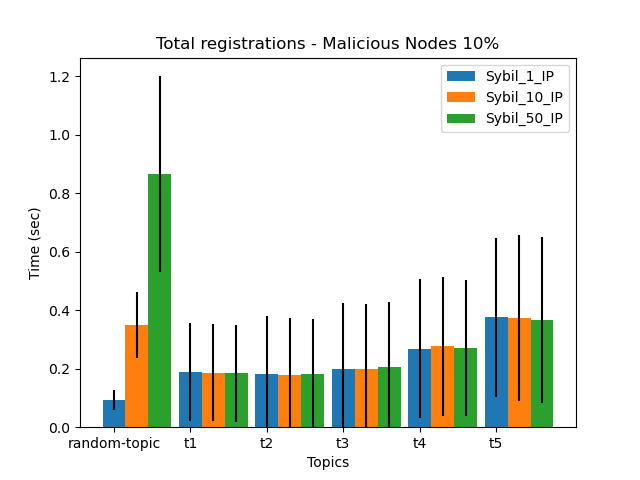 Total registrations - Malicious Nodes 10%
Sybil_1_IP
Sybil_10_IP
Sybil_50_IP
Time (sec)
1.2
1.0
0.8
0.6
0.4
0.2
0.0
random-topic t1 t2 t3 t4 t5
Topics